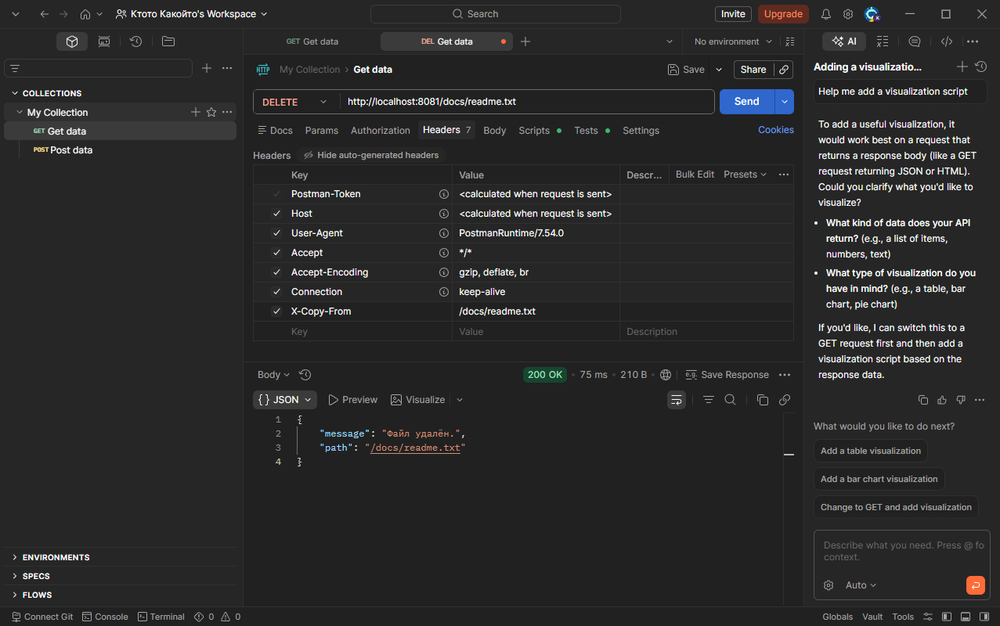 Ктото Какойто's Workspace
Search
Invite
Upgrade
GET Get data
DEL Get data
No environment
AI
My Collection › Get data
Save
Share
Adding a visualizatio...
COLLECTIONS
My Collection
GET Get data
POST Post data
DELETE
http://localhost:8081/docs/readme.txt
Send
Docs
Params
Authorization
Headers 7
Body
Scripts
Tests
Settings
Cookies
Headers
Hide auto-generated headers
Key Value Descr... Bulk Edit Presets
Postman-Token <calculated when request is sent>
Host <calculated when request is sent>
User-Agent PostmanRuntime/7.54.0
Accept */*
Accept-Encoding gzip, deflate, br
Connection keep-alive
X-Copy-From /docs/readme.txt
Key Value Description
Body
200 OK
75 ms
210 B
e.g. Save Response
{} JSON
Preview
Visualize
1 {
2 "message": "Файл удалён.",
3 "path": "/docs/readme.txt"
4 }
Help me add a visualization script
To add a useful visualization, it
would work best on a request that
returns a response body (like a GET
request returning JSON or HTML).
Could you clarify what you'd like to
visualize?
• What kind of data does your API
return? (e.g., a list of items,
numbers, text)
• What type of visualization do you
have in mind? (e.g., a table, bar
chart, pie chart)
If you'd like, I can switch this to a
GET request first and then add a
visualization script based on the
response data.
What would you like to do next?
Add a table visualization
Add a bar chart visualization
Change to GET and add visualization
Describe what you need. Press @ fo
context.
Auto
ENVIRONMENTS
SPECS
FLOWS
Connect Git
Console
Terminal
0
0
Globals
Vault
Tools